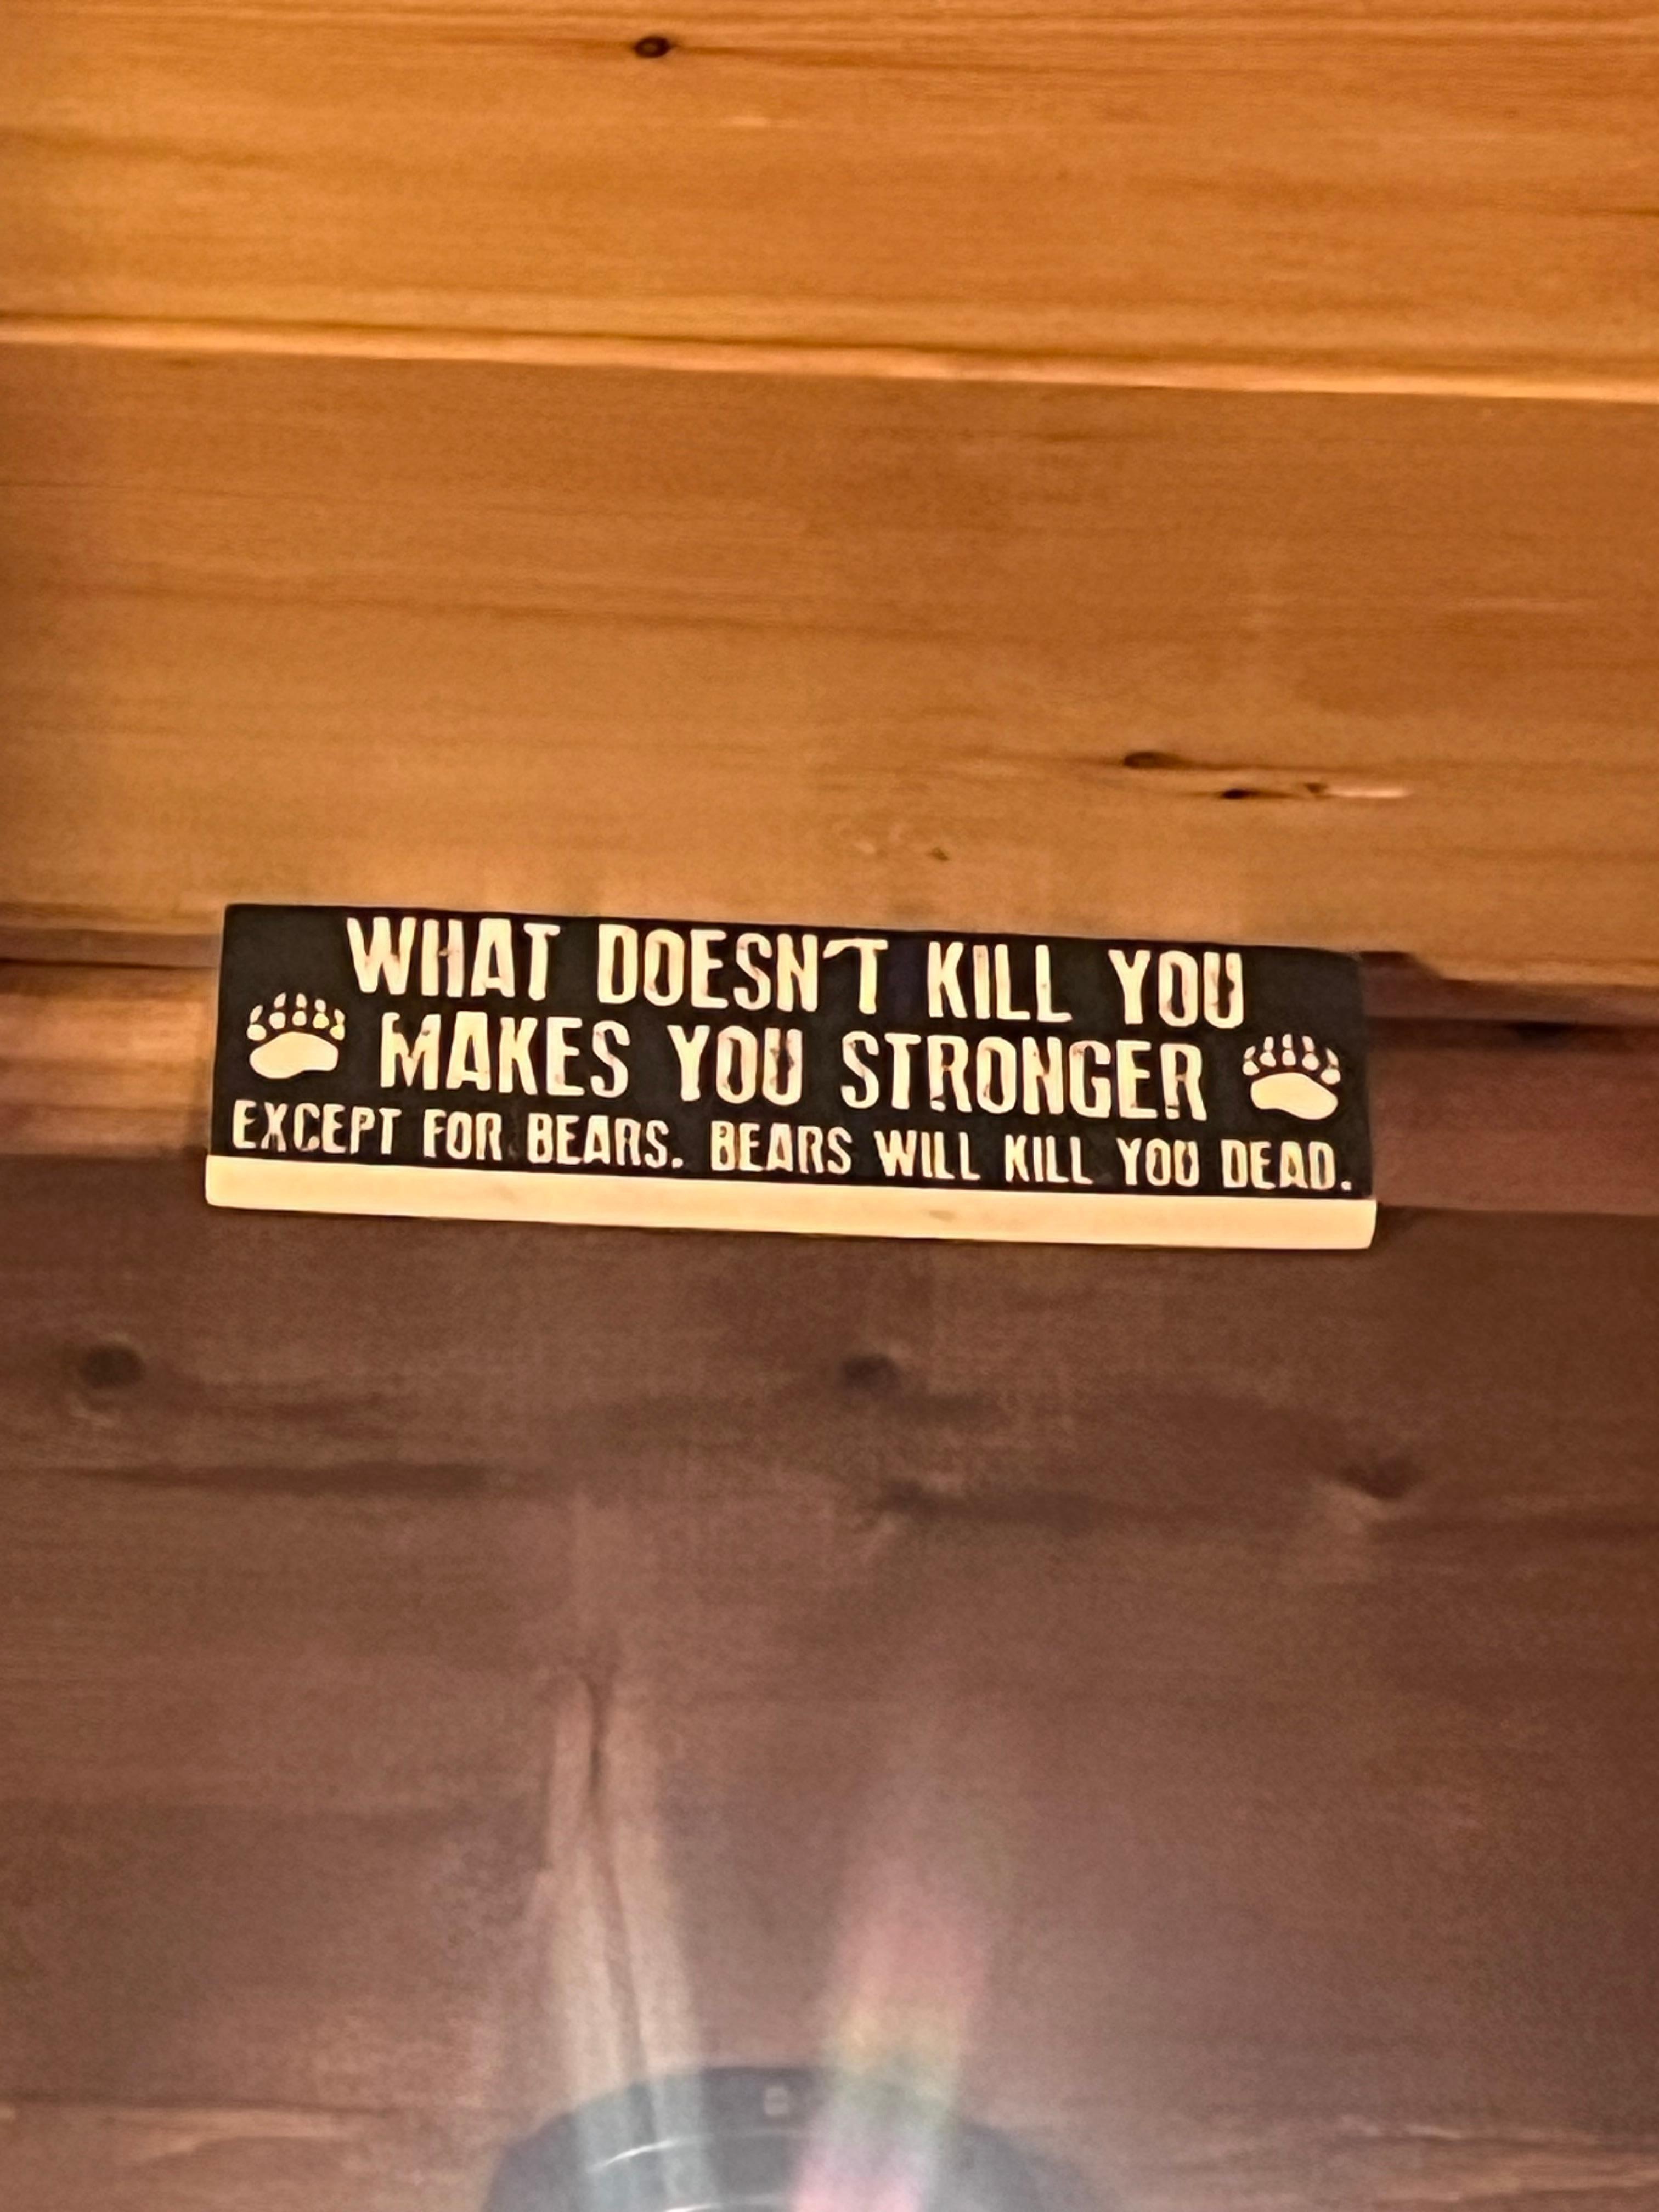 WHAT DOESN'T KILL YOU
MAKES YOU STRONGER
EXCEPT FOR BEARS. BEARS WILL KILL YOU DEAD.